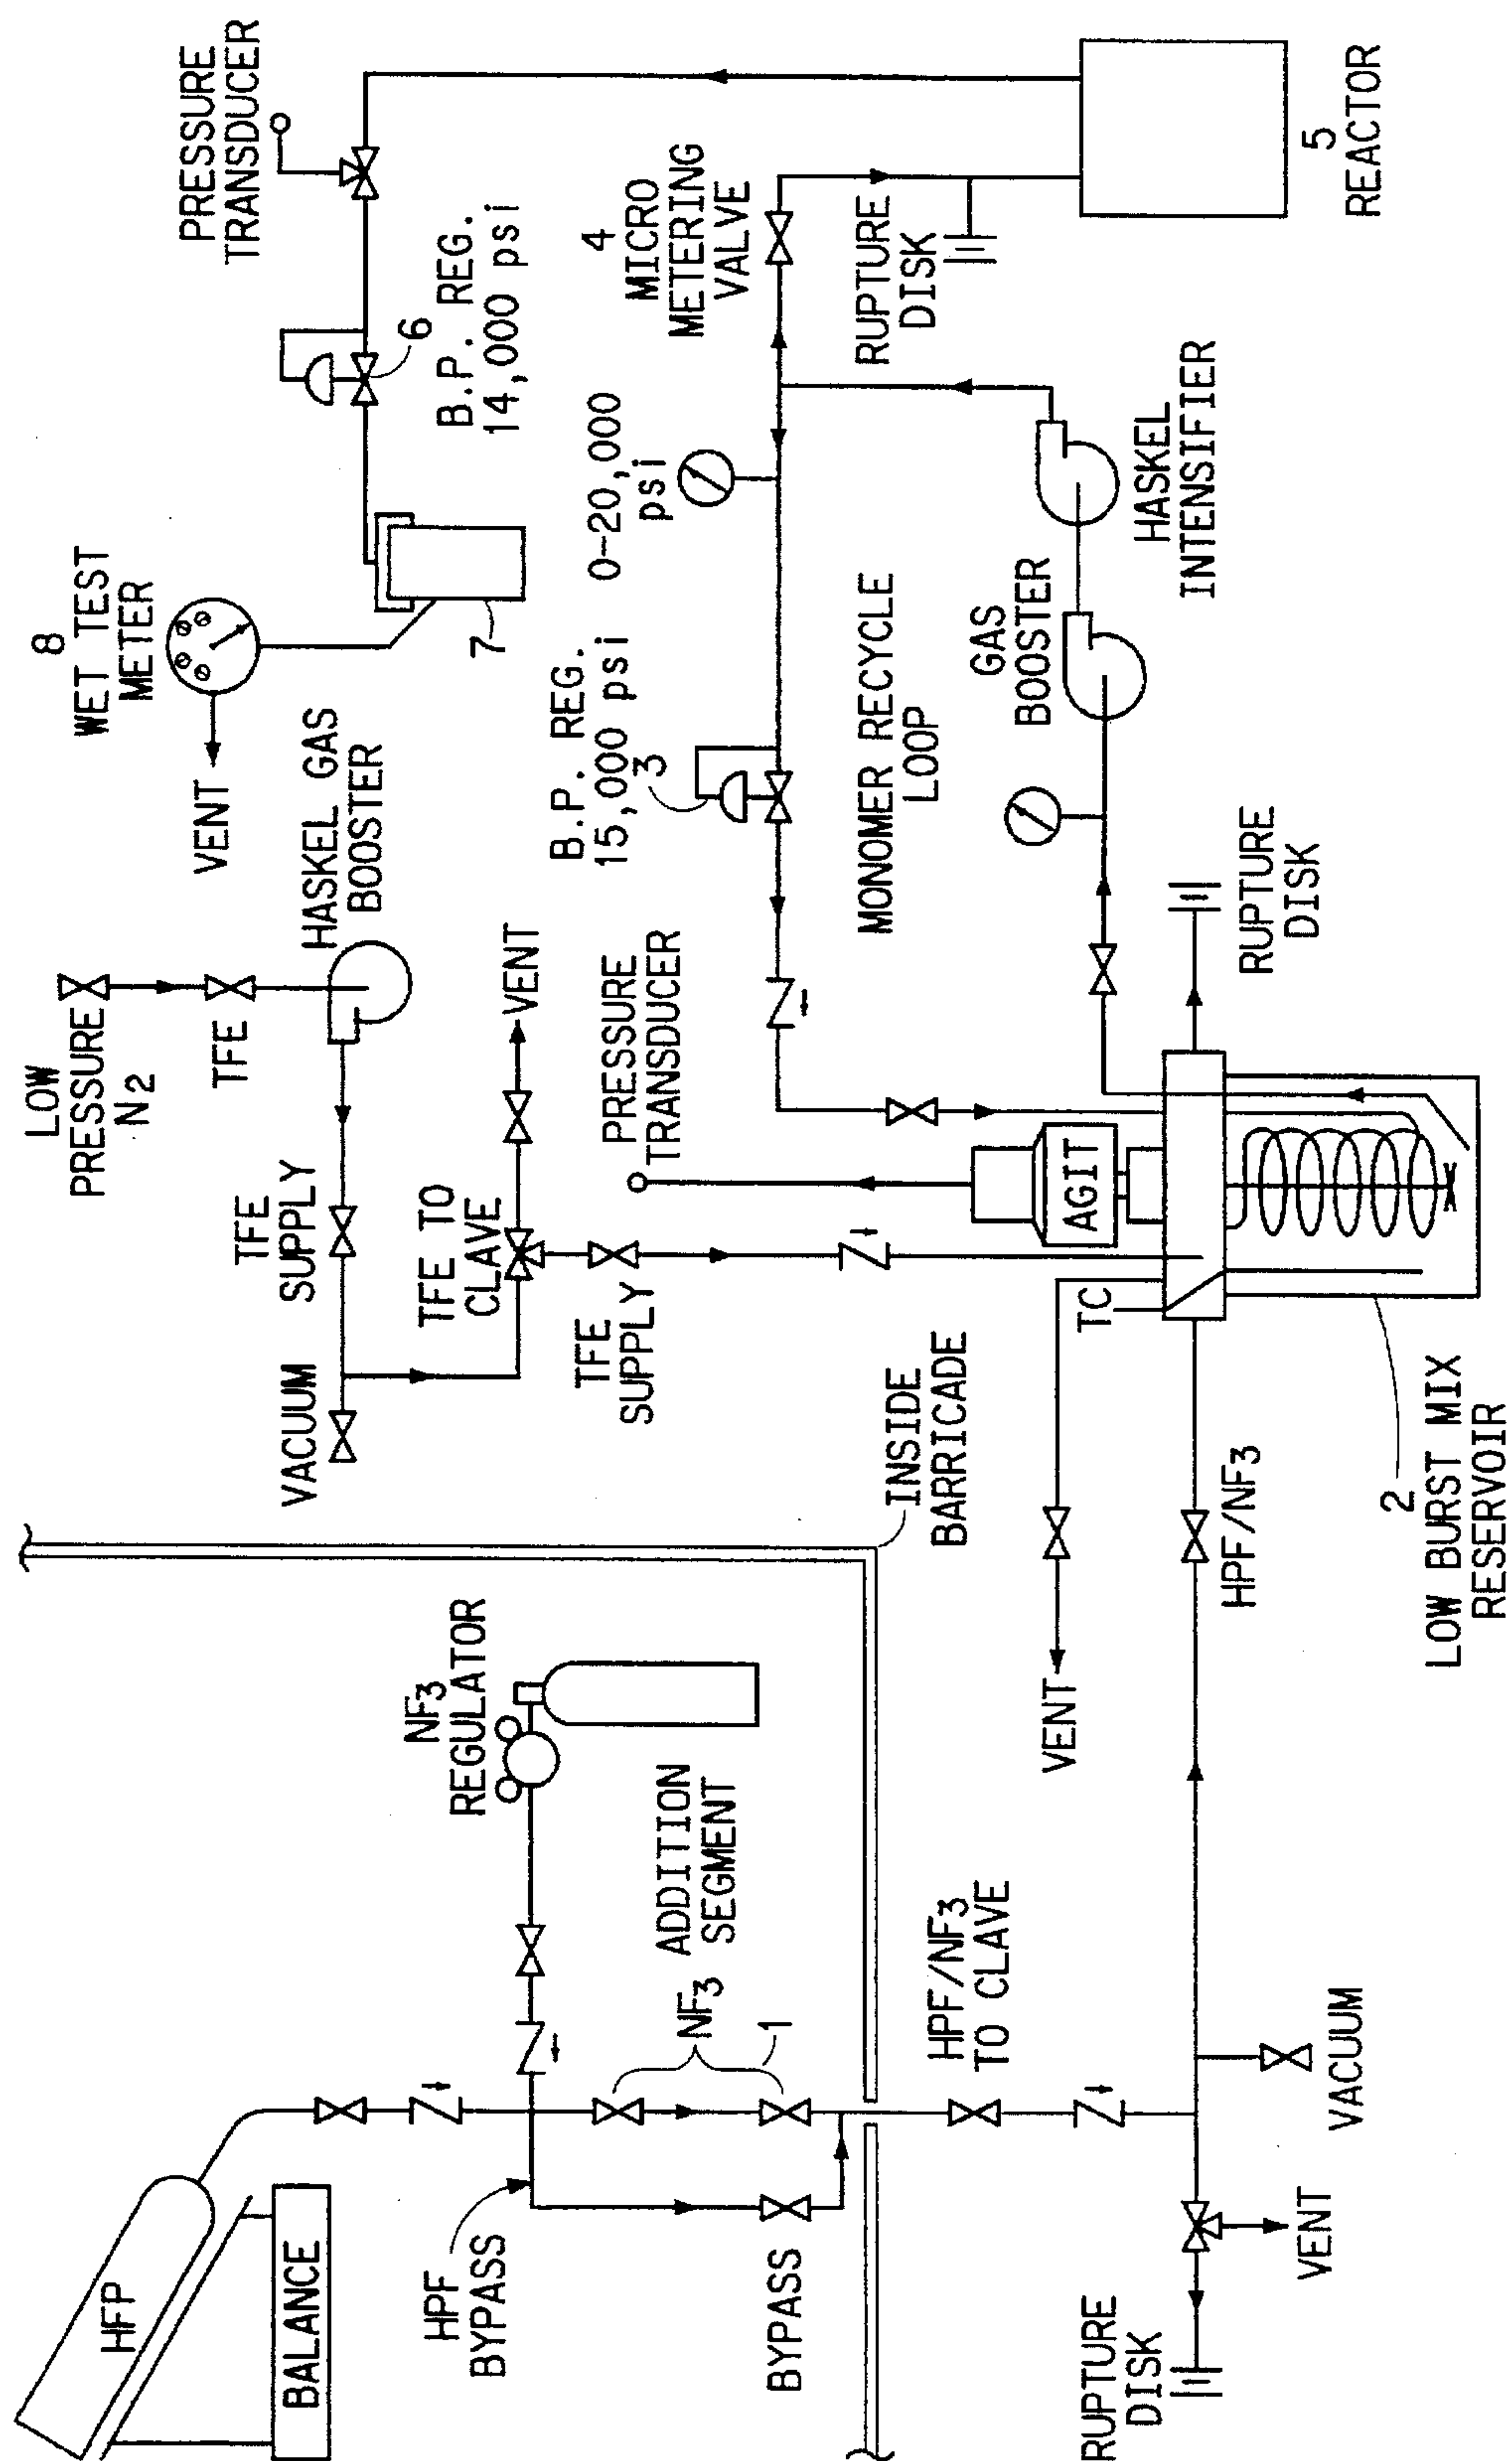 HFP
BALANCE
HPF
BYPASS
BYPASS
NF3
REGULATOR
NF3 ADDITION
SEGMENT
1
HPF/NF3
TO CLAVE
RUPTURE
DISK
VENT
VACUUM
INSIDE
BARRICADE
VENT
HPF/NF3
2
LOW BURST MIX
RESERVOIR
LOW
PRESSURE
N2
TFE
HASKEL GAS
BOOSTER
TFE
SUPPLY
VACUUM
TFE TO
CLAVE
VENT
TFE
SUPPLY
PRESSURE
TRANSDUCER
TC
AGIT
RUPTURE
DISK
8
WET TEST
METER
VENT
7
PRESSURE
TRANSDUCER
6
B.P. REG.
14,000 psi
B.P. REG.
15,000 psi
3
0-20,000
psi
4
MICRO
METERING
VALVE
RUPTURE
DISK
MONOMER RECYCLE
LOOP
GAS
BOOSTER
HASKEL
INTENSIFIER
5
REACTOR